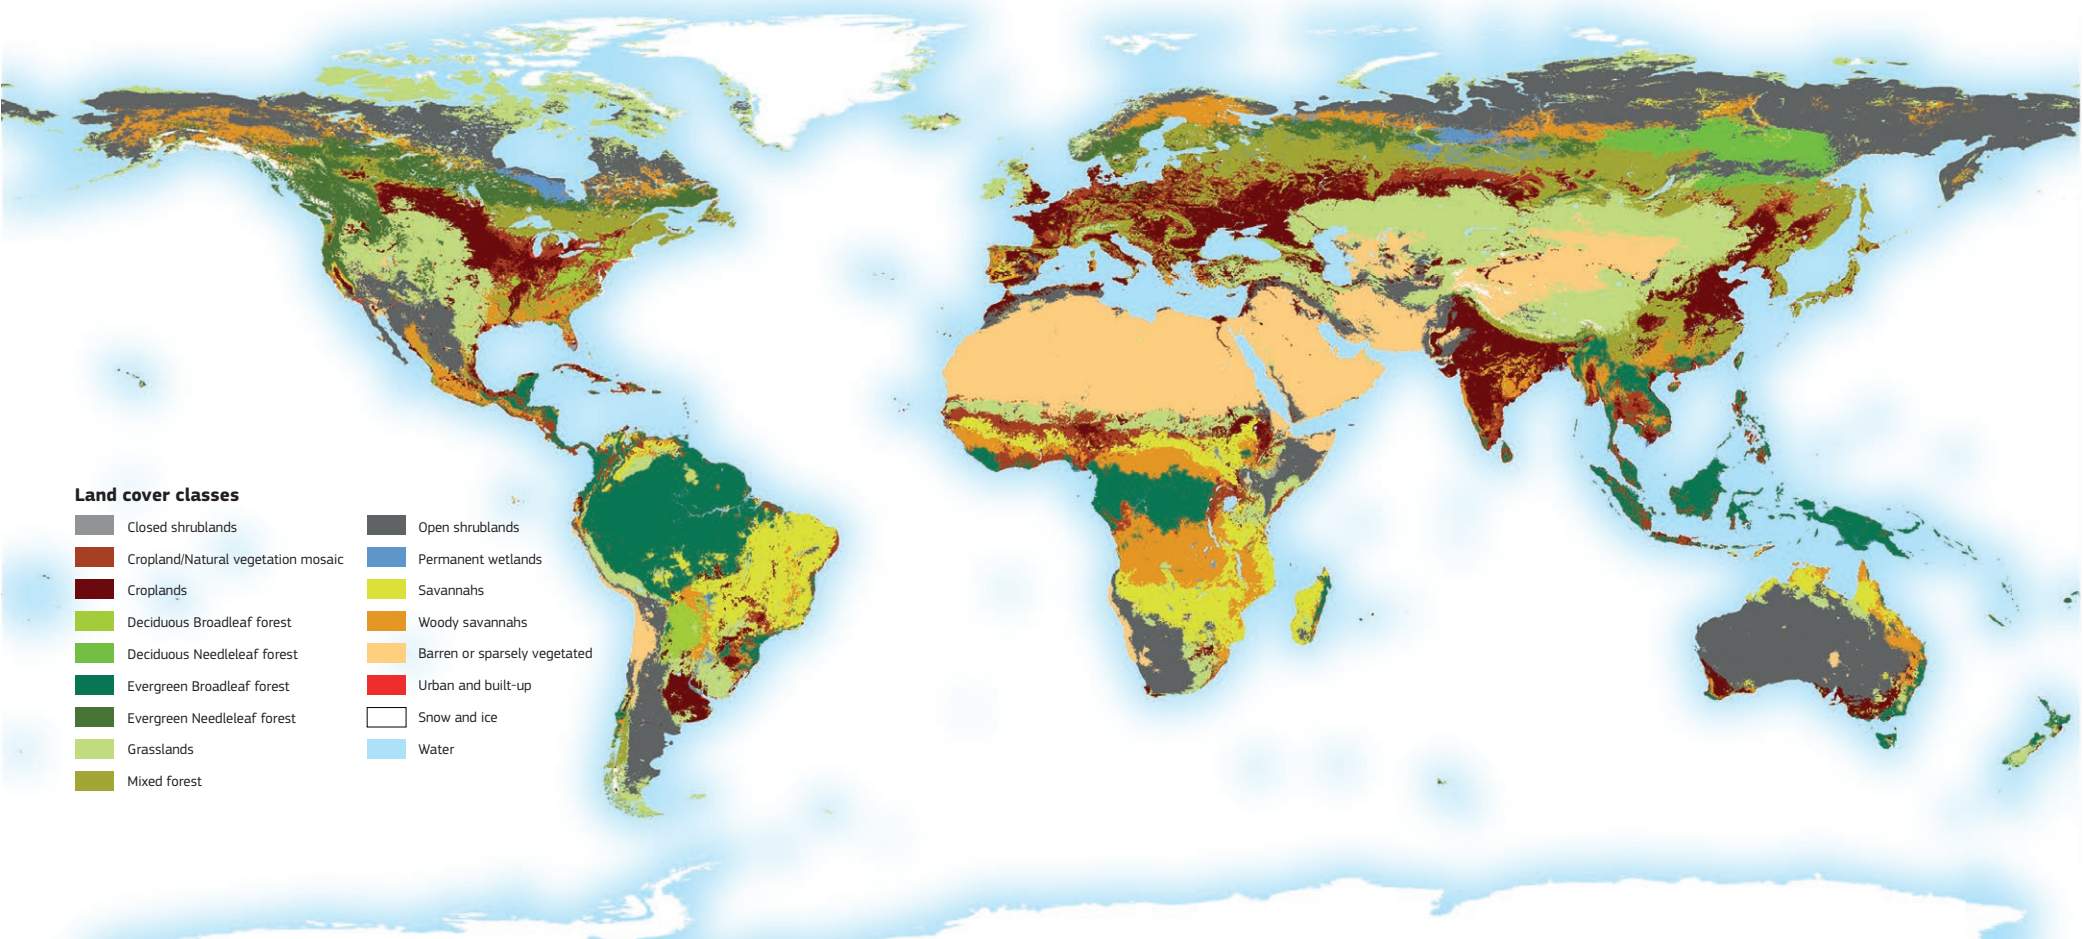 Land cover classes
Closed shrublands
Cropland/Natural vegetation mosaic
Croplands
Deciduous Broadleaf forest
Deciduous Needleleaf forest
Evergreen Broadleaf forest
Evergreen Needleleaf forest
Grasslands
Mixed forest
Open shrublands
Permanent wetlands
Savannahs
Woody savannahs
Barren or sparsely vegetated
Urban and built-up
Snow and ice
Water